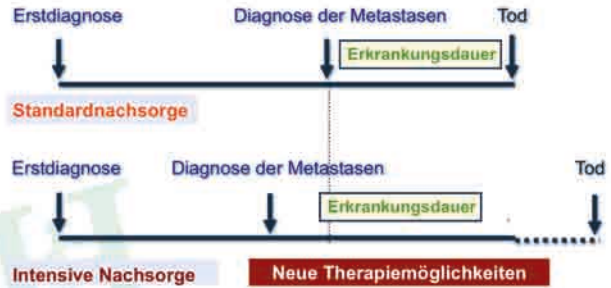 Erstdiagnose Diagnose der Metastasen Tod
Erkrankungsdauer
Standardnachsorge
Erstdiagnose Diagnose der Metastasen Tod
Erkrankungsdauer
Intensive Nachsorge Neue Therapiemöglichkeiten